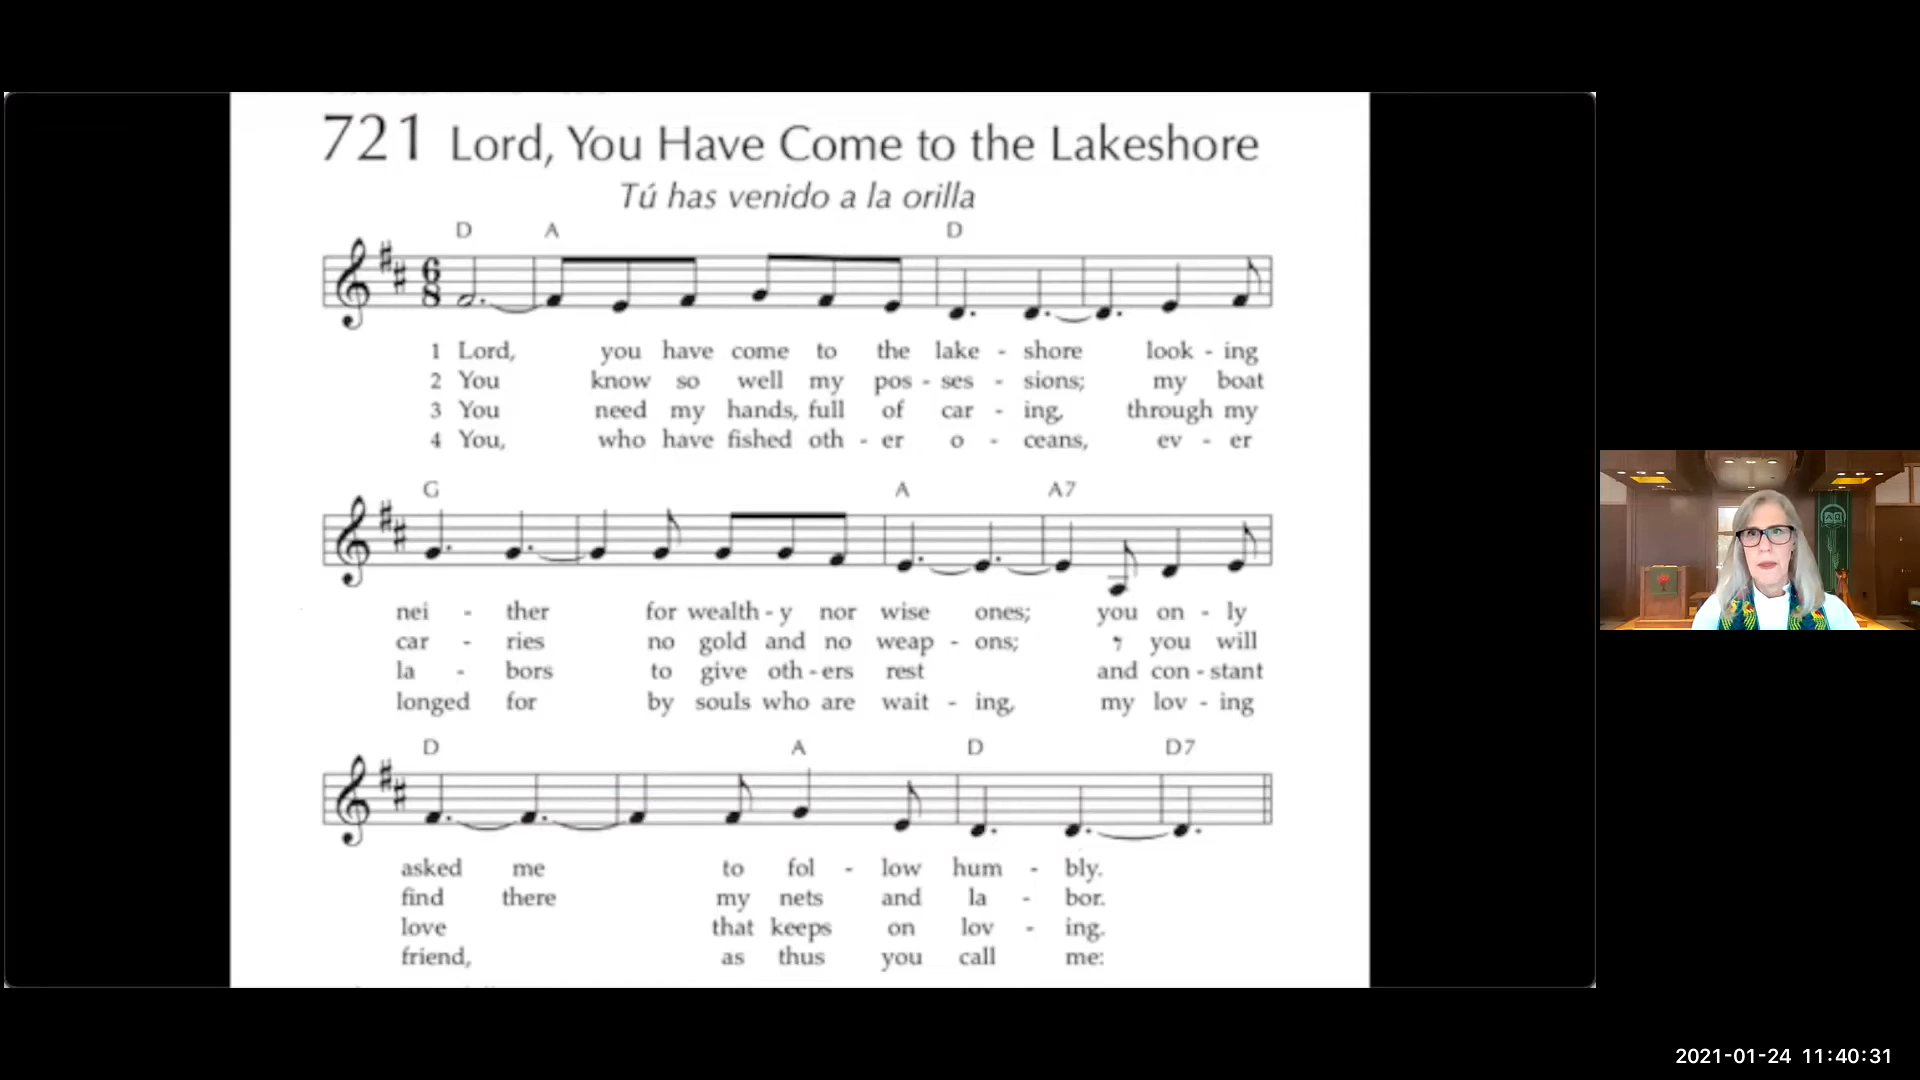 721 Lord, You Have Come to the Lakeshore
Tú has venido a la orilla
D A D
6
8
1 Lord, you have come to the lake - shore look - ing
2 You know so well my pos - ses - sions; my boat
3 You need my hands, full of car - ing, through my
4 You, who have fished oth - er o - ceans, ev - er
G A A7
nei - ther for wealth - y nor wise ones; you on - ly
car - ries no gold and no weap - ons; you will
la - bors to give oth - ers rest and con - stant
longed for by souls who are wait - ing, my lov - ing
D A D D7
asked me to fol - low hum - bly.
find there my nets and la - bor.
love that keeps on lov - ing.
friend, as thus you call me:
2021-01-24 11:40:31